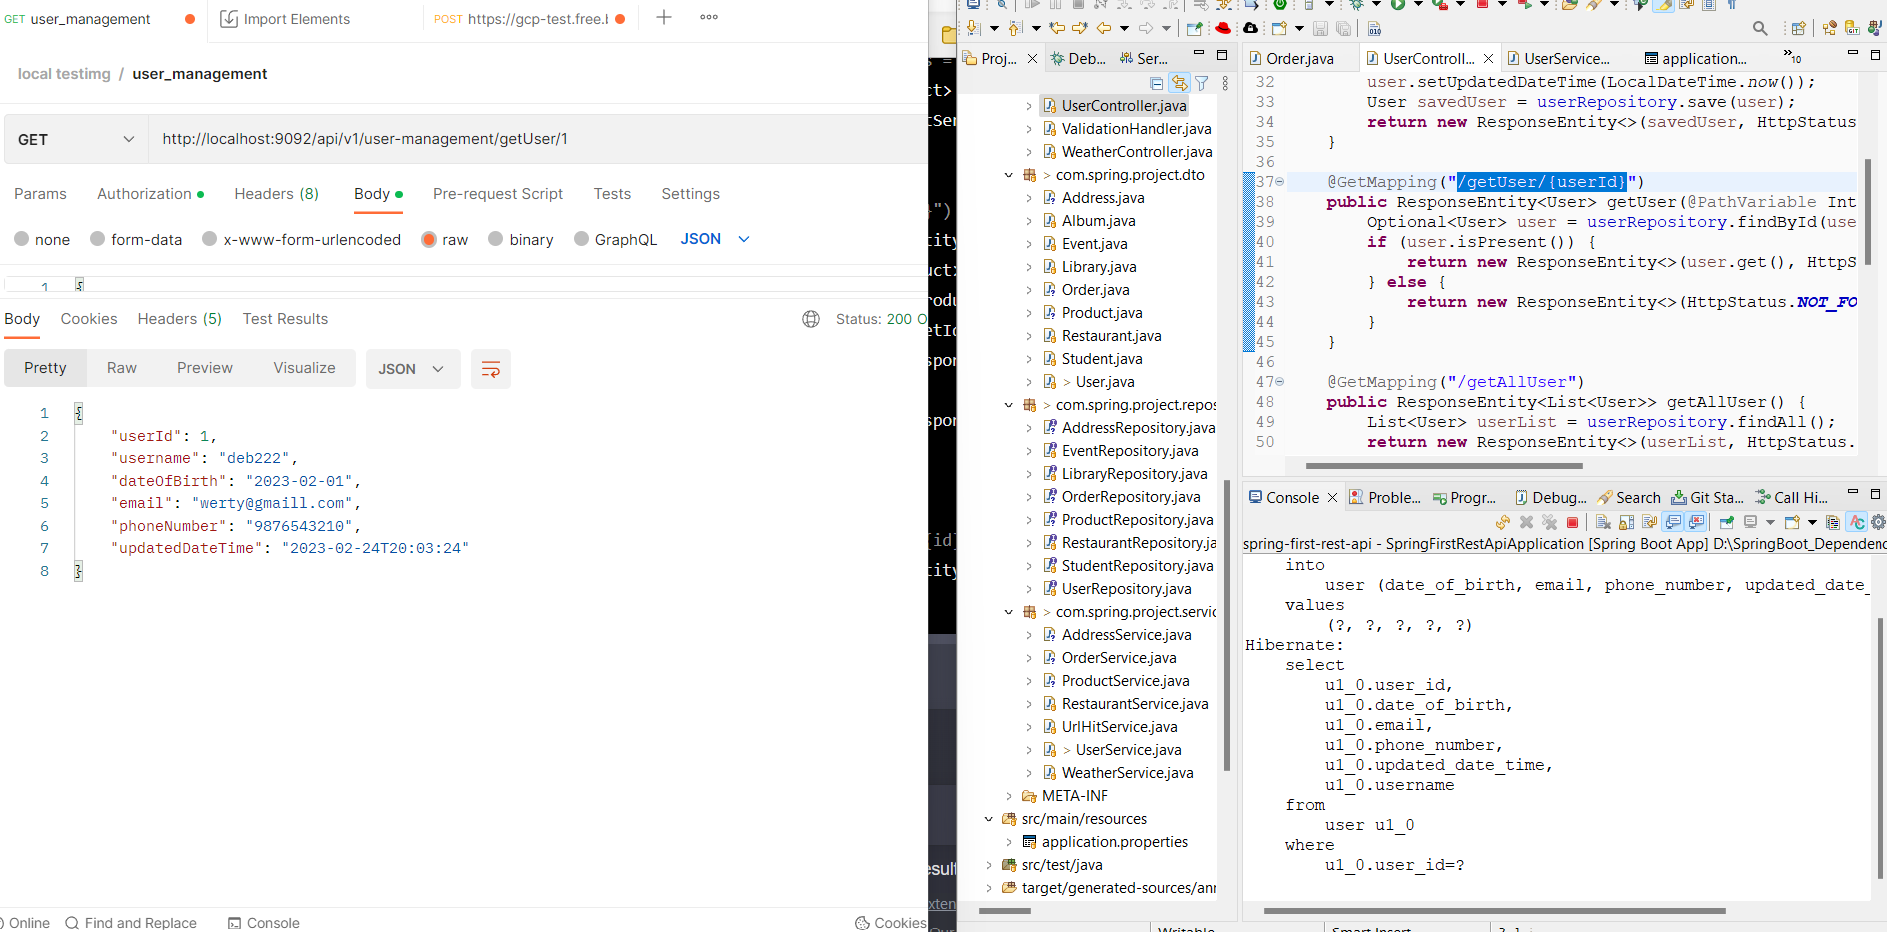 GET user_management
Import Elements
POST https://gcp-test.free.b
local testimg / user_management
GET
http://localhost:9092/api/v1/user-management/getUser/1
Params
Authorization
Headers (8)
Body
Pre-request Script
Tests
Settings
none
form-data
x-www-form-urlencoded
raw
binary
GraphQL
JSON
1 {
Body
Cookies
Headers (5)
Test Results
Status: 200 O
Pretty
Raw
Preview
Visualize
JSON
1 {
2 "userId": 1,
3 "username": "deb222",
4 "dateOfBirth": "2023-02-01",
5 "email": "werty@gmaill.com",
6 "phoneNumber": "9876543210",
7 "updatedDateTime": "2023-02-24T20:03:24"
8 }
Online
Find and Replace
Console
Cookies
Proj...
Deb...
Ser...
UserController.java
ValidationHandler.java
WeatherController.java
> com.spring.project.dto
Address.java
Album.java
Event.java
Library.java
Order.java
Product.java
Restaurant.java
Student.java
> User.java
> com.spring.project.repos
AddressRepository.java
EventRepository.java
LibraryRepository.java
OrderRepository.java
ProductRepository.java
RestaurantRepository.ja
StudentRepository.java
UserRepository.java
> com.spring.project.servic
AddressService.java
OrderService.java
ProductService.java
RestaurantService.java
UrlHitService.java
> UserService.java
WeatherService.java
META-INF
src/main/resources
application.properties
src/test/java
target/generated-sources/ann
Order.java
UserControll...
UserService...
application...
»10
32 user.setUpdatedDateTime(LocalDateTime.now());
33 User savedUser = userRepository.save(user);
34 return new ResponseEntity<>(savedUser, HttpStatus
35 }
36
37 @GetMapping("/getUser/{userId}")
38 public ResponseEntity<User> getUser(@PathVariable Int
39 Optional<User> user = userRepository.findById(use
40 if (user.isPresent()) {
41 return new ResponseEntity<>(user.get(), HttpS
42 } else {
43 return new ResponseEntity<>(HttpStatus.NOT_FO
44 }
45 }
46
47 @GetMapping("/getAllUser")
48 public ResponseEntity<List<User>> getAllUser() {
49 List<User> userList = userRepository.findAll();
50 return new ResponseEntity<>(userList, HttpStatus.
Console
Proble...
Progr...
Debug...
Search
Git Sta...
Call Hi...
spring-first-rest-api - SpringFirstRestApiApplication [Spring Boot App] D:\SpringBoot_Dependenc
into
user (date_of_birth, email, phone_number, updated_date_
values
(?, ?, ?, ?, ?)
Hibernate:
select
u1_0.user_id,
u1_0.date_of_birth,
u1_0.email,
u1_0.phone_number,
u1_0.updated_date_time,
u1_0.username
from
user u1_0
where
u1_0.user_id=?